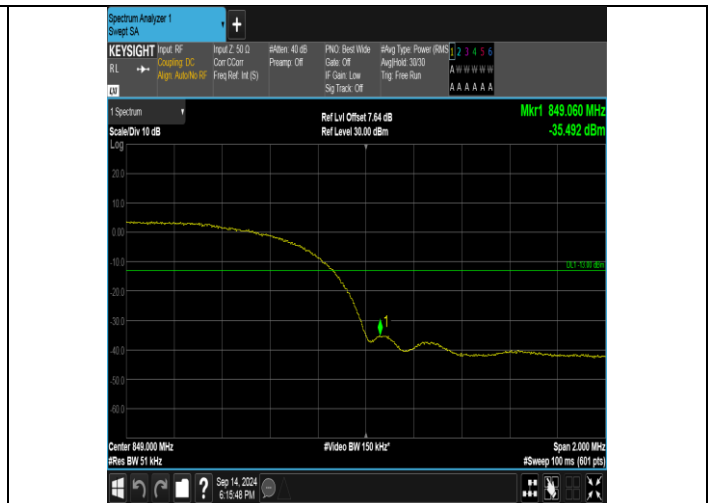 Spectrum Analyzer 1
Swept SA
+
KEYSIGHT Input: RF Input Z: 50 Ω #Atten: 40 dB PNO: Best Wide #Avg Type: Power (RMS 1 2 3 4 5 6
RL Coupling: DC Corr CCorr Preamp: Off Gate: Off Avg|Hold: 30/30 A W W W W W
Align: Auto/No RF Freq Ref: Int (S) IF Gain: Low Trig: Free Run
LXI Sig Track: Off A A A A A A
1 Spectrum Ref Lvl Offset 7.64 dB Mkr1 849.060 MHz
Scale/Div 10 dB Ref Level 30.00 dBm -35.492 dBm
Log
20.0
10.0
0.00
-10.0
DL1 -13.00 dBm
-20.0
1
-30.0
-40.0
-50.0
-60.0
Center 849.000 MHz #Video BW 150 kHz* Span 2.000 MHz
#Res BW 51 kHz #Sweep 100 ms (601 pts)
? Sep 14, 2024
6:15:48 PM